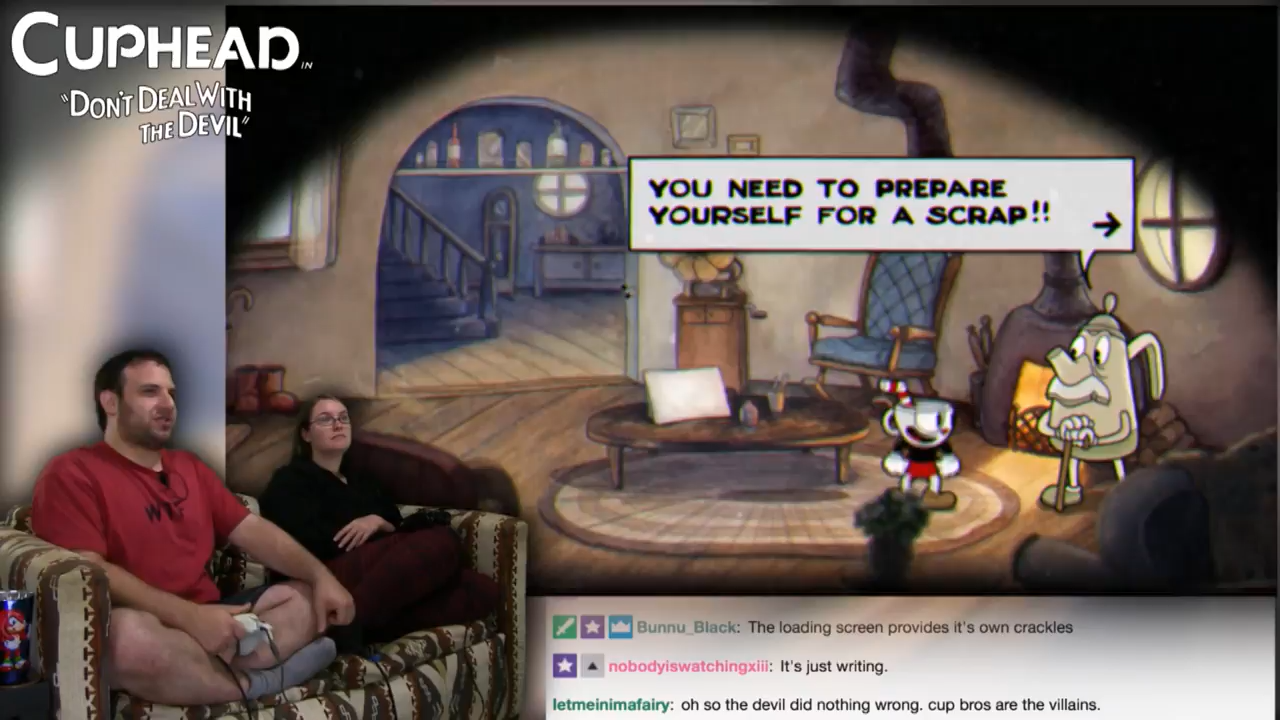 CUPHEAD IN
"DON'T DEAL WITH
THE DEVIL"
YOU NEED TO PREPARE
YOURSELF FOR A SCRAP!!
Bunnu_Black: The loading screen provides it's own crackles
nobodyiswatchingxiii: It's just writing.
letmeinimafairy: oh so the devil did nothing wrong. cup bros are the villains.